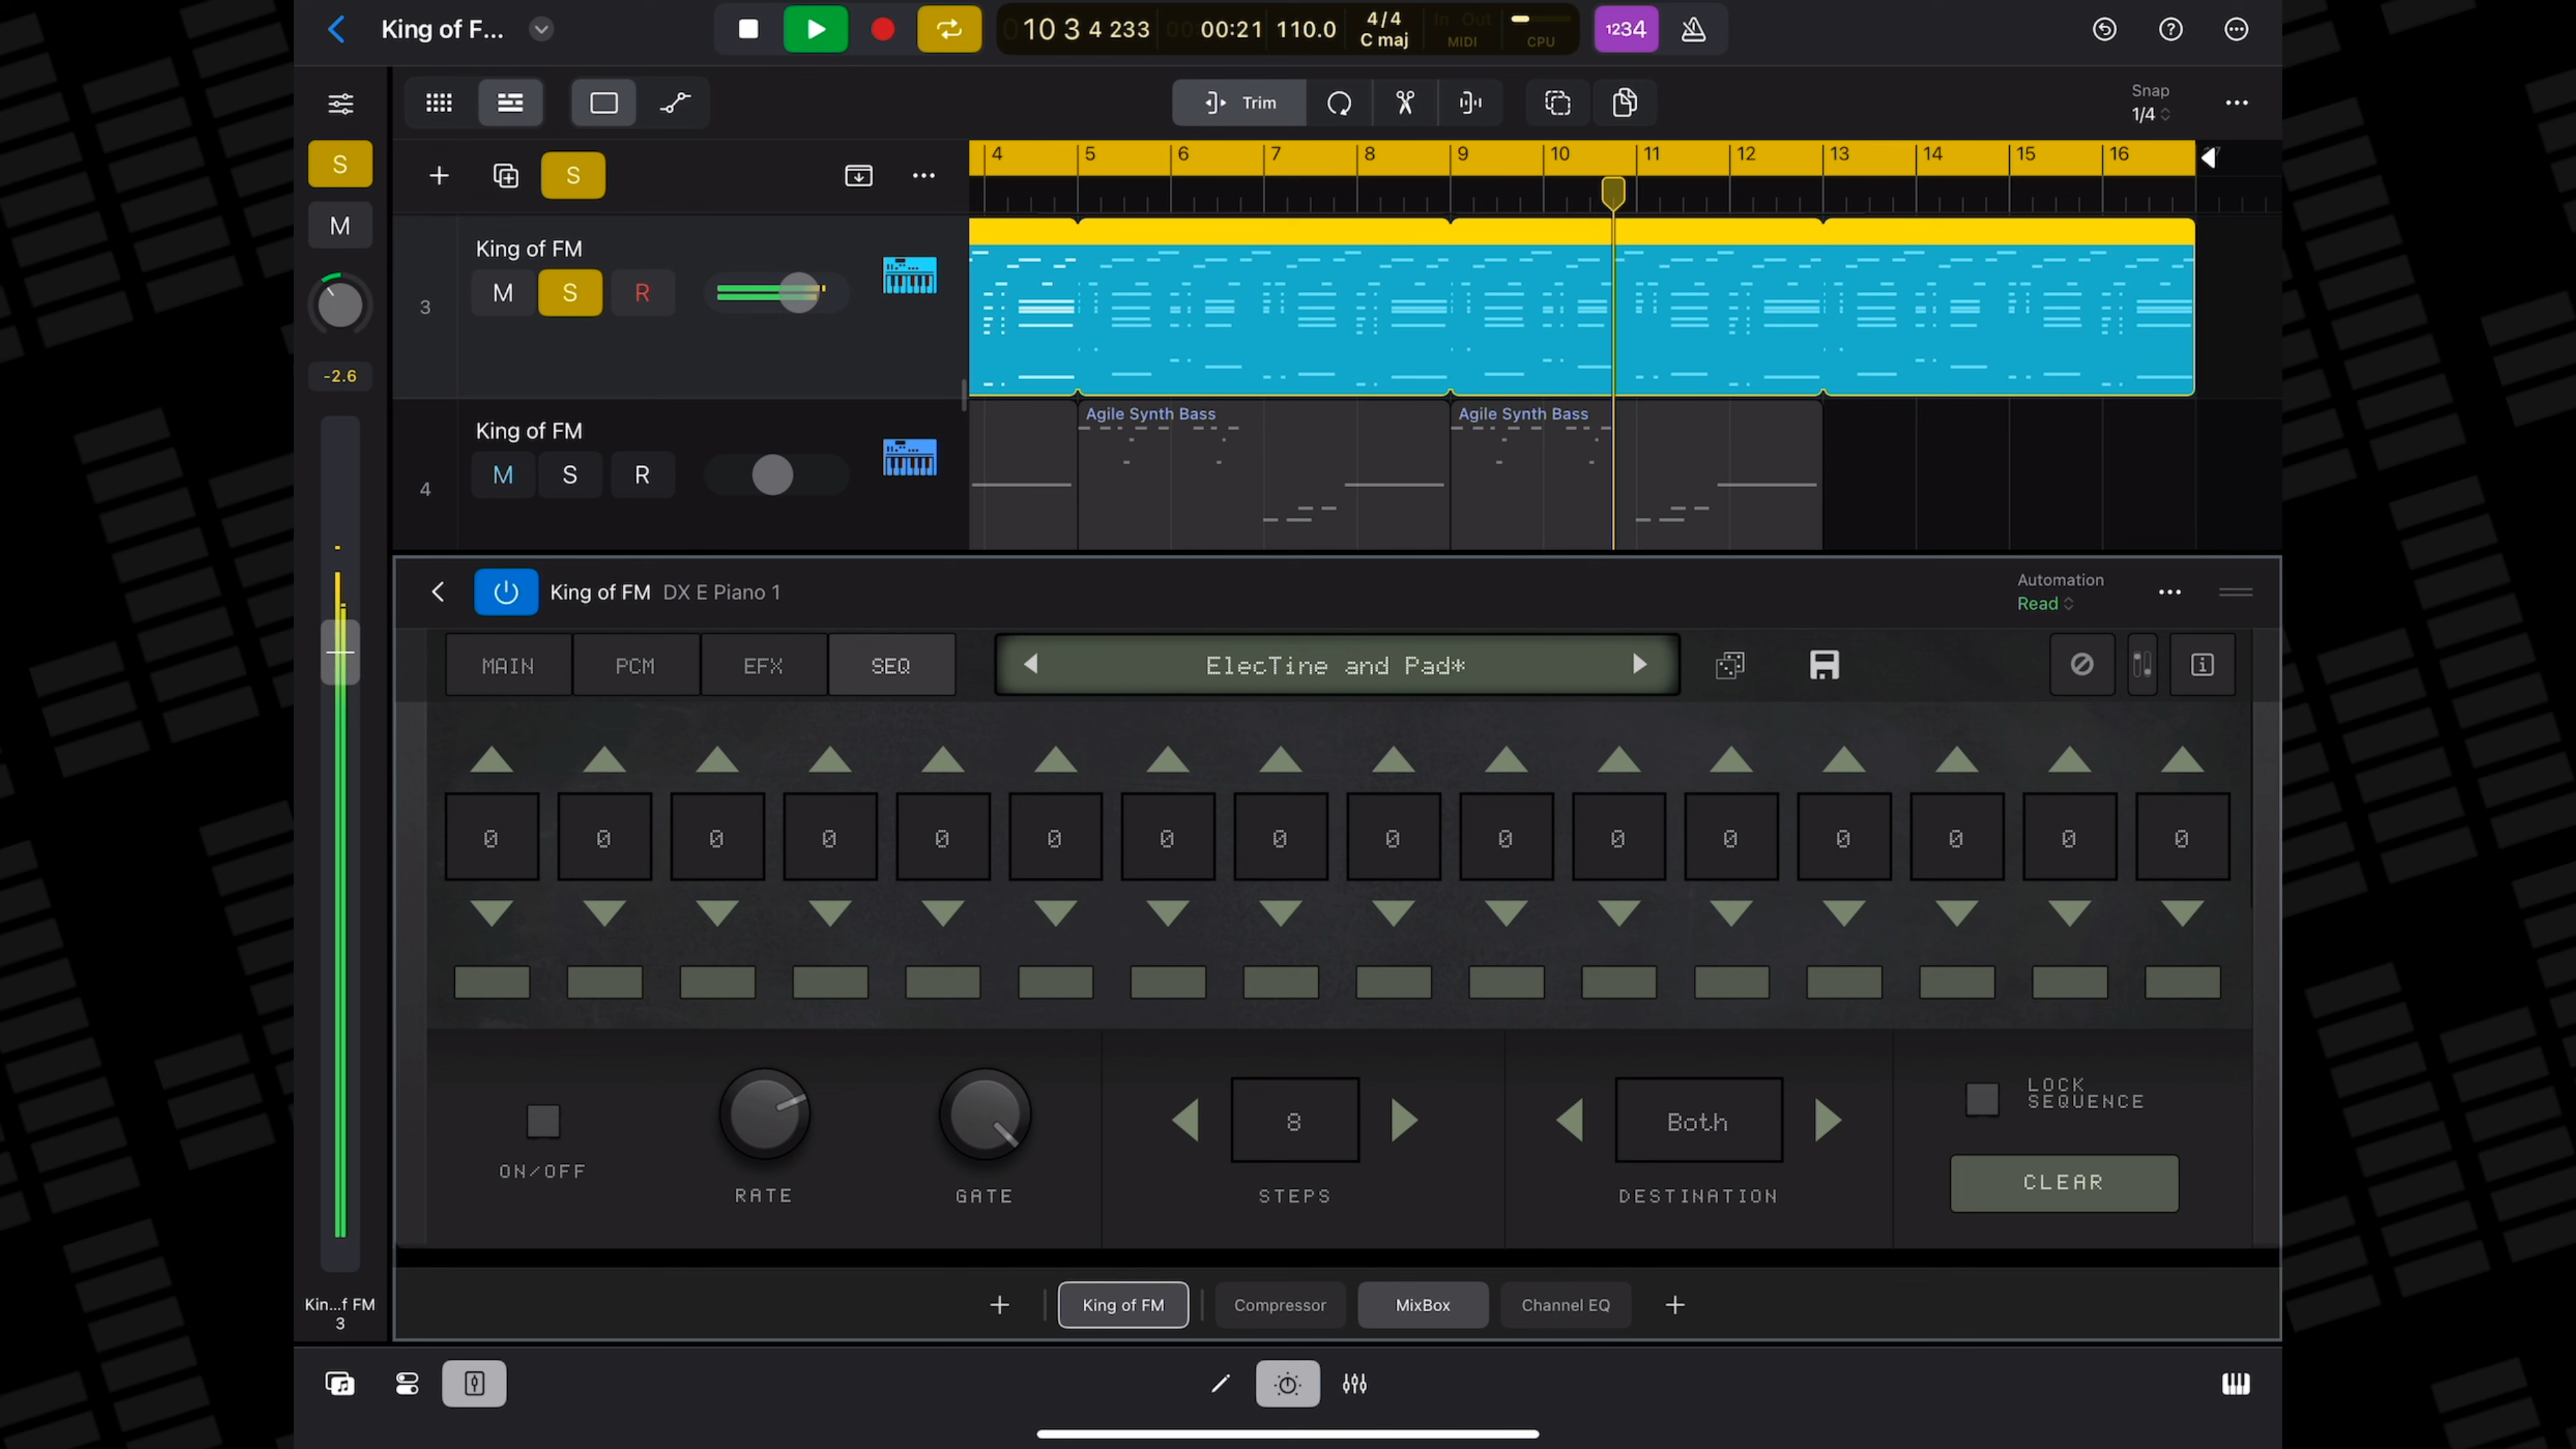 King of F...
10 3 4 233
00:21
110.0
4/4
C maj
In Out
MIDI
CPU
1234
Trim
Snap
1/4
S
M
-2.6
S
4 5 6 7 8 9 10 11 12 13 14 15 16 17
3
King of FM
M S R
4
King of FM
M S R
Agile Synth Bass
Agile Synth Bass
King of FM DX E Piano 1
Automation
Read
MAIN PCM EFX SEQ
ElecTine and Pad*
0 0 0 0 0 0 0 0 0 0 0 0 0 0 0 0
ON/OFF
RATE
GATE
8
STEPS
Both
DESTINATION
LOCK
SEQUENCE
CLEAR
Kin...f FM
3
King of FM
Compressor
MixBox
Channel EQ